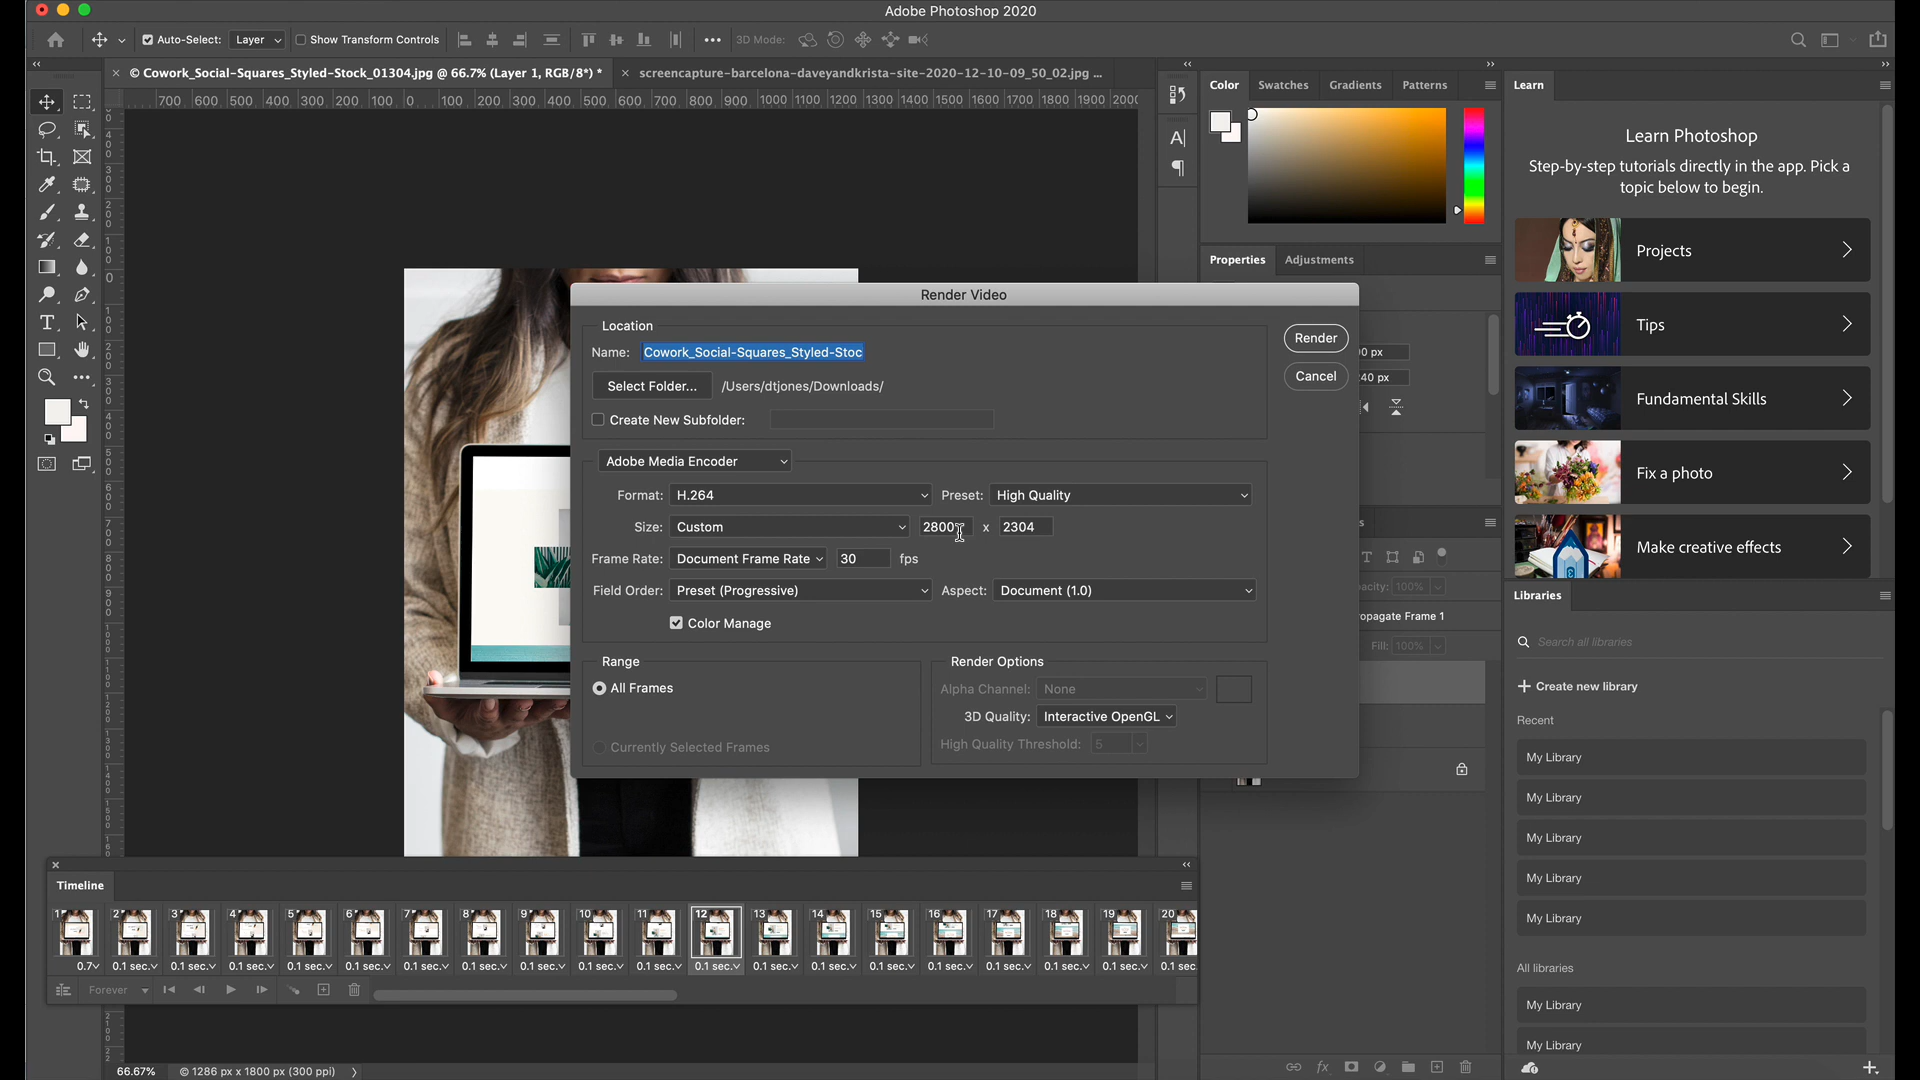 Adobe Photoshop 2020
Auto-Select: Layer Show Transform Controls 3D Mode:
© Cowork_Social-Squares_Styled-Stock_01304.jpg @ 66.7% (Layer 1, RGB/8*) *
screencapture-barcelona-daveyandkrista-site-2020-12-10-09_50_02.jpg ...
700 600 500 400 300 200 100 0 100 200 300 400 500 600 700 800 900 1000 1100 1200 1300 1400 1500 1600 1700 1800 1900 2000
Color Swatches Gradients Patterns
Learn
Learn Photoshop
Step-by-step tutorials directly in the app. Pick a
topic below to begin.
Projects
Tips
Fundamental Skills
Fix a photo
Make creative effects
Properties Adjustments
Render Video
Location
Name: Cowork_Social-Squares_Styled-Stoc
Select Folder... /Users/dtjones/Downloads/
Create New Subfolder:
Render
Cancel
0 px
40 px
Adobe Media Encoder
Format: H.264 Preset: High Quality
Size: Custom 2800 x 2304
Frame Rate: Document Frame Rate 30 fps
Field Order: Preset (Progressive) Aspect: Document (1.0)
Color Manage
Range
All Frames
Currently Selected Frames
Render Options
Alpha Channel: None
3D Quality: Interactive OpenGL
High Quality Threshold: 5
pacity: 100%
opagate Frame 1
Fill: 100%
Libraries
Search all libraries
Create new library
Recent
My Library
My Library
My Library
My Library
My Library
All libraries
My Library
My Library
Timeline
1 2 3 4 5 6 7 8 9 10 11 12 13 14 15 16 17 18 19 20
0.7 0.1 sec. 0.1 sec. 0.1 sec. 0.1 sec. 0.1 sec. 0.1 sec. 0.1 sec. 0.1 sec. 0.1 sec. 0.1 sec. 0.1 sec. 0.1 sec. 0.1 sec. 0.1 sec. 0.1 sec. 0.1 sec. 0.1 sec. 0.1 sec. 0.1 sec
Forever
66.67% © 1286 px x 1800 px (300 ppi)